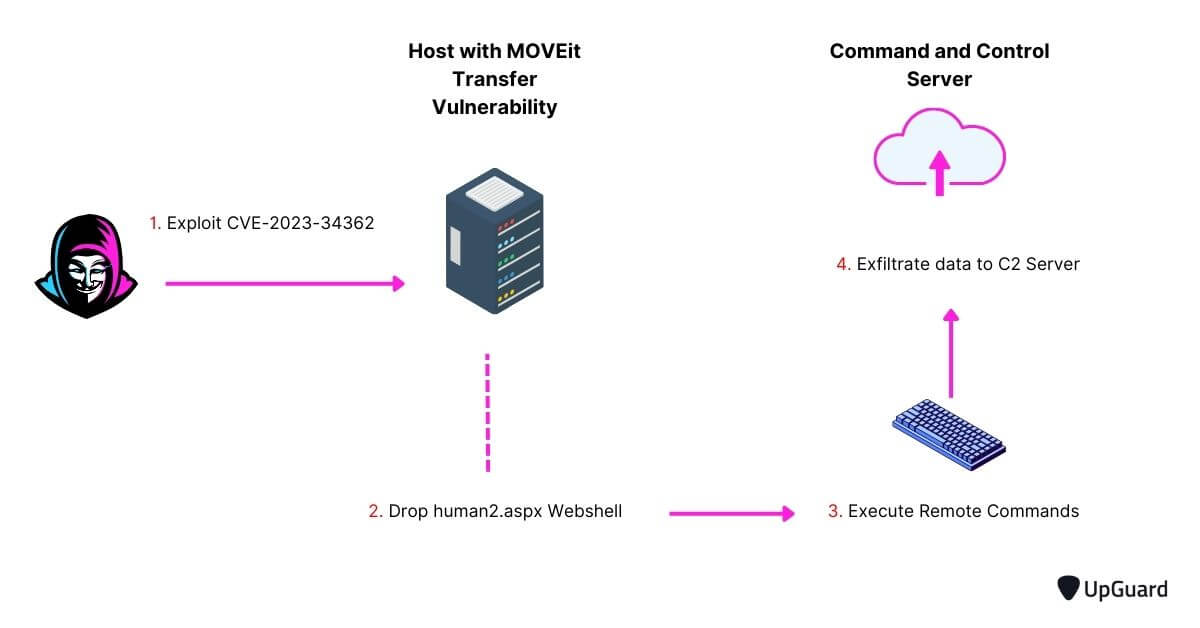 Host with MOVEit
Transfer
Vulnerability
Command and Control
Server
1. Exploit CVE-2023-34362
4. Exfiltrate data to C2 Server
2. Drop human2.aspx Webshell
3. Execute Remote Commands
UpGuard